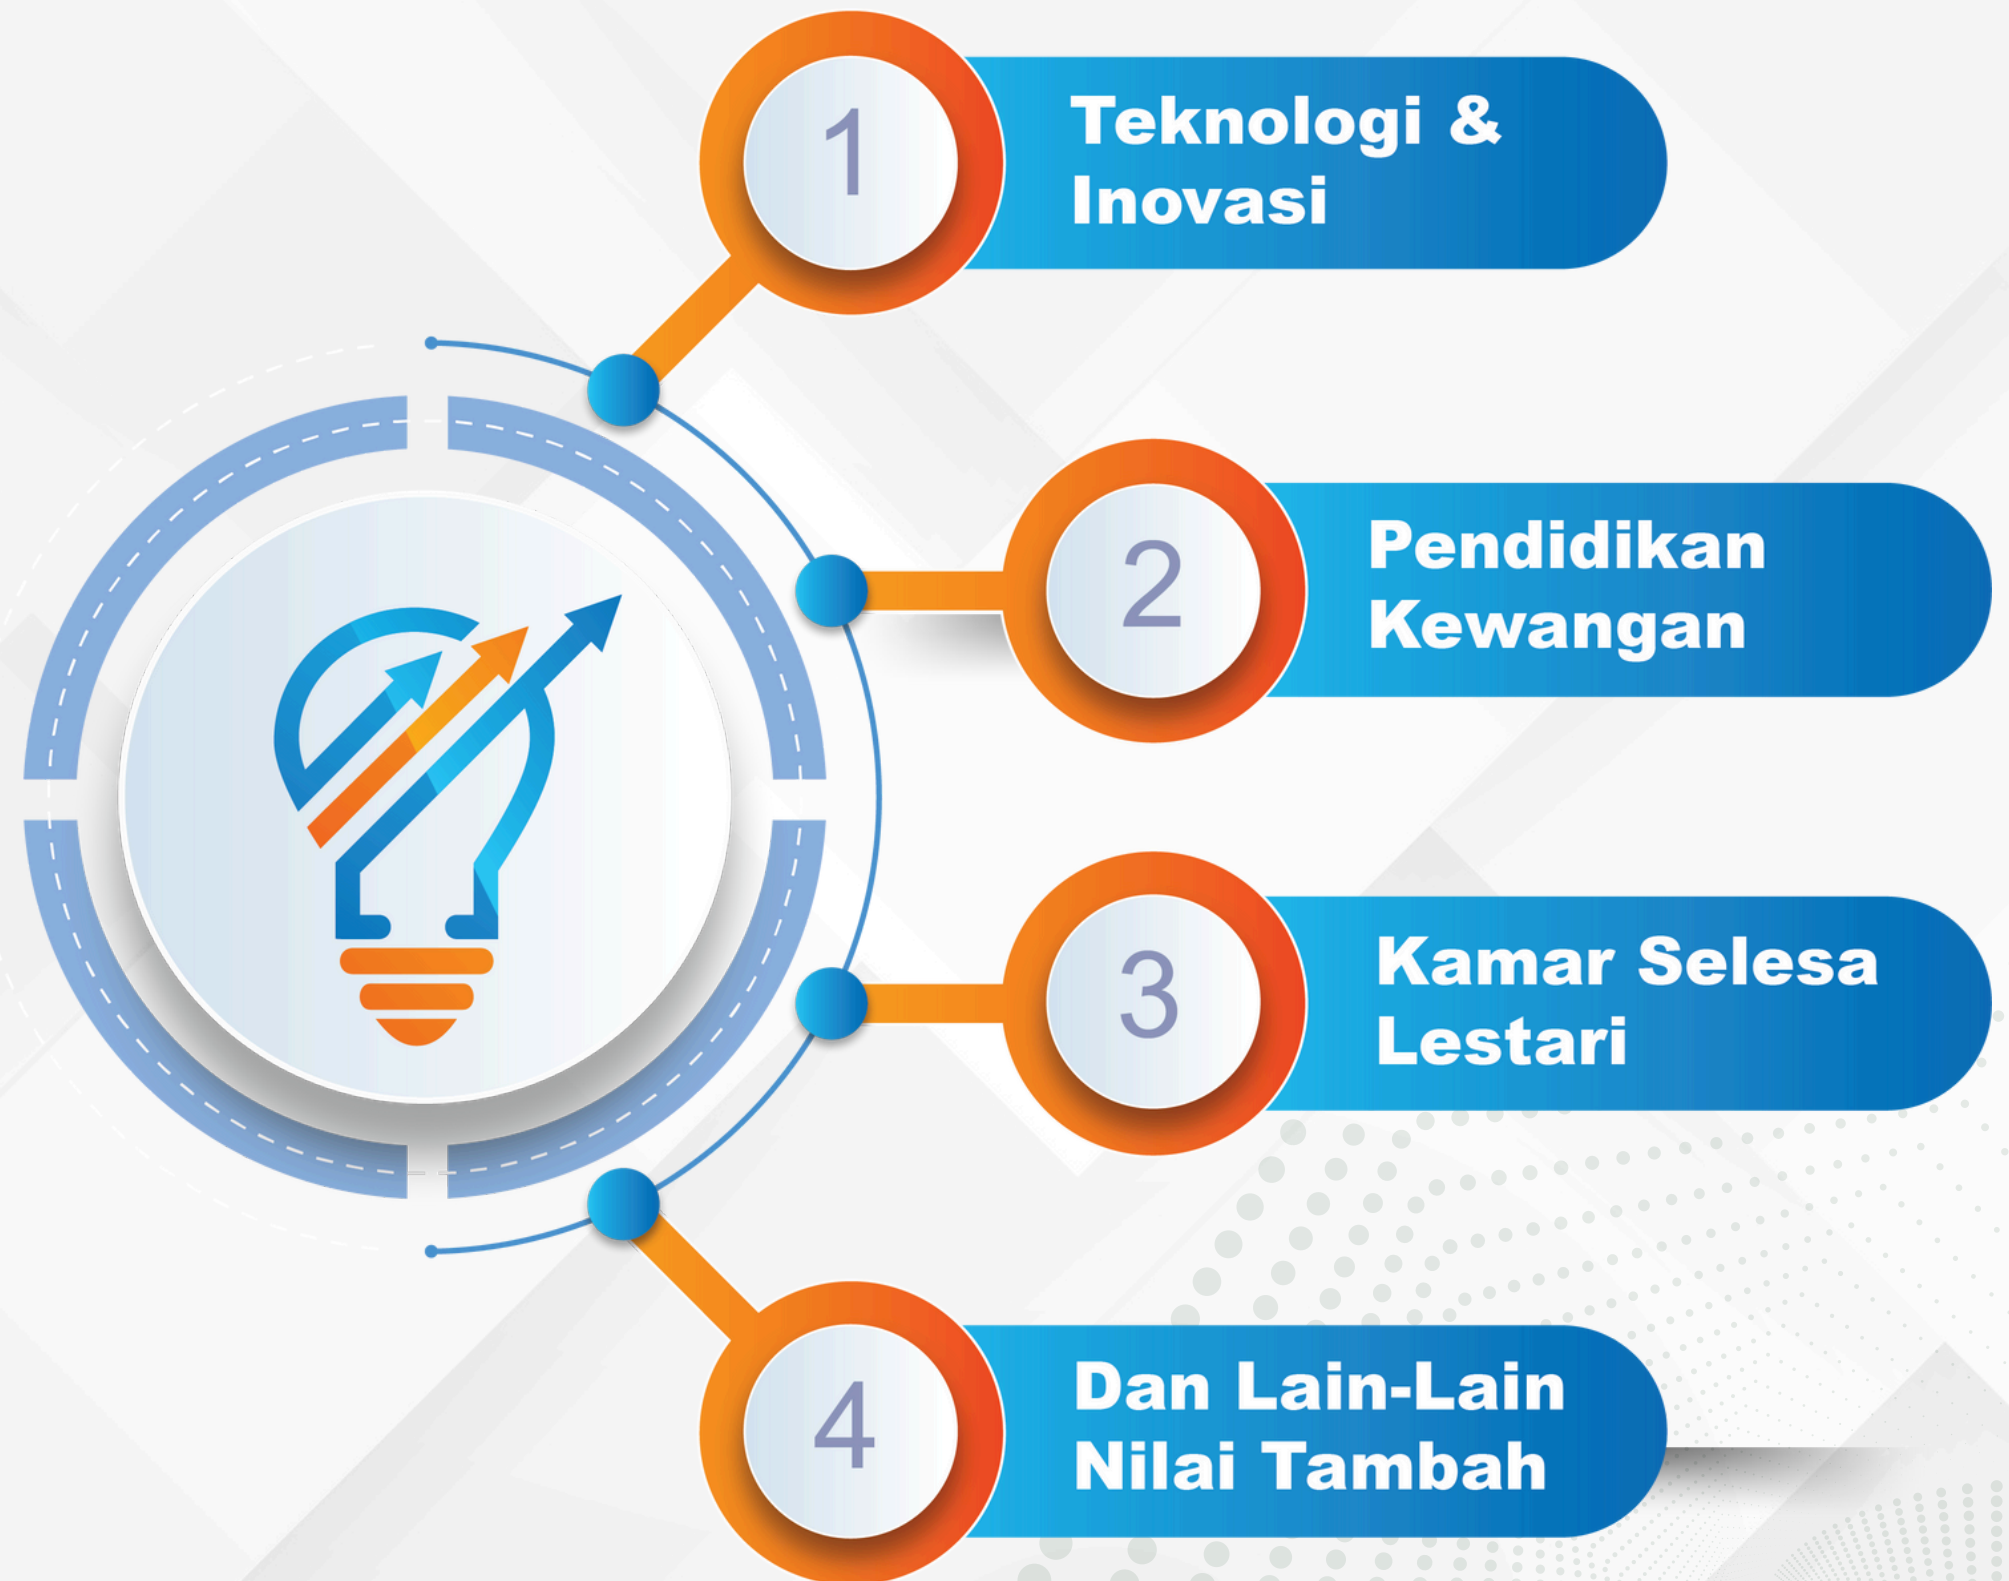 1
Teknologi &
Inovasi
2
Pendidikan
Kewangan
3
Kamar Selesa
Lestari
4
Dan Lain-Lain
Nilai Tambah